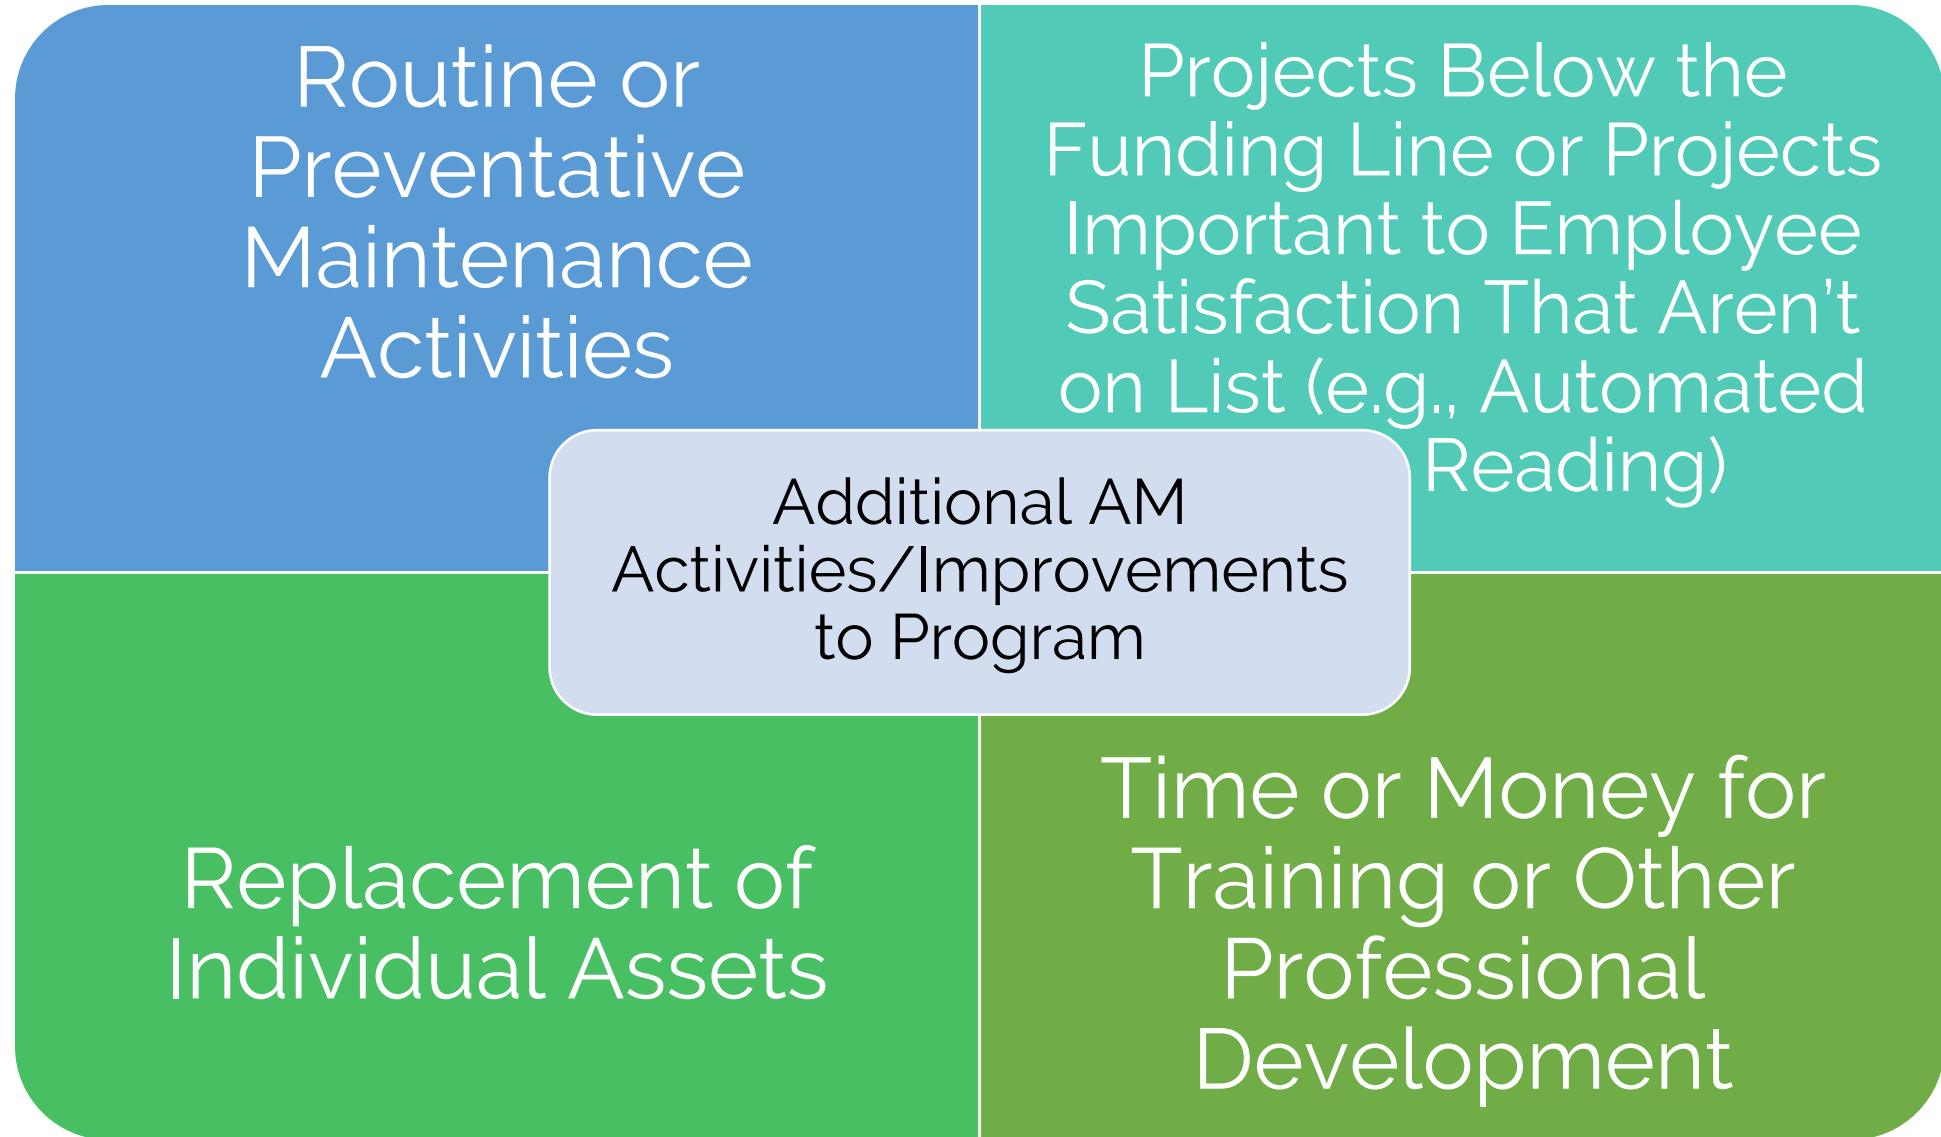 Routine or
Preventative
Maintenance
Activities
Projects Below the
Funding Line or Projects
Important to Employee
Satisfaction That Aren’t
on List (e.g., Automated
Reading)
Additional AM
Activities/Improvements
to Program
Replacement of
Individual Assets
Time or Money for
Training or Other
Professional
Development